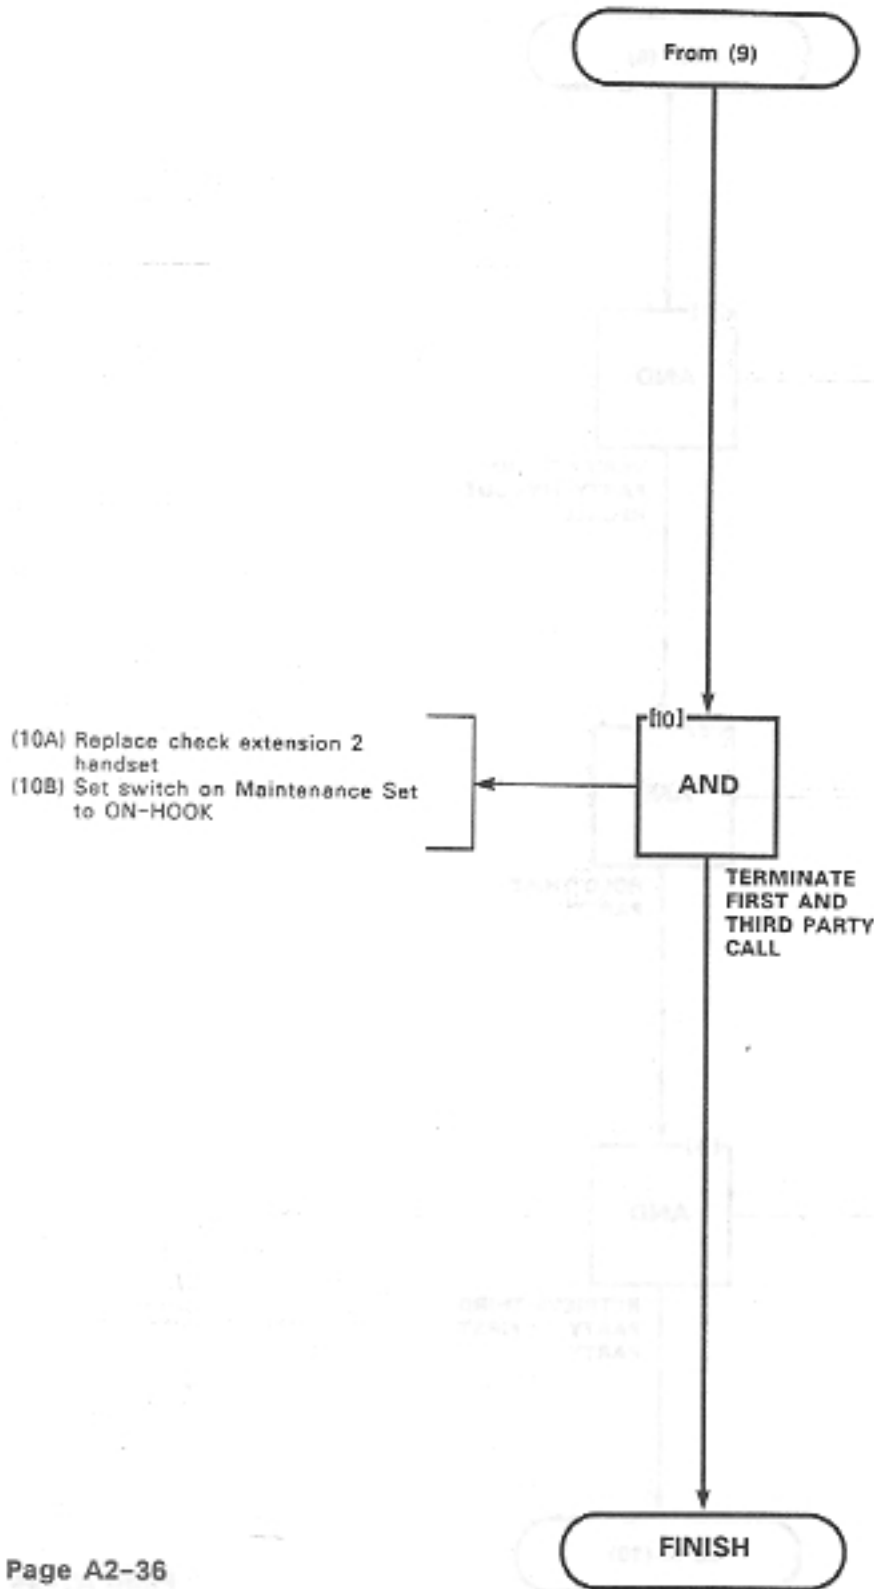 From (9)
[10]
AND
(10A) Replace check extension 2
handset
(10B) Set switch on Maintenance Set
to ON-HOOK
TERMINATE
FIRST AND
THIRD PARTY
CALL
FINISH
Page A2-36